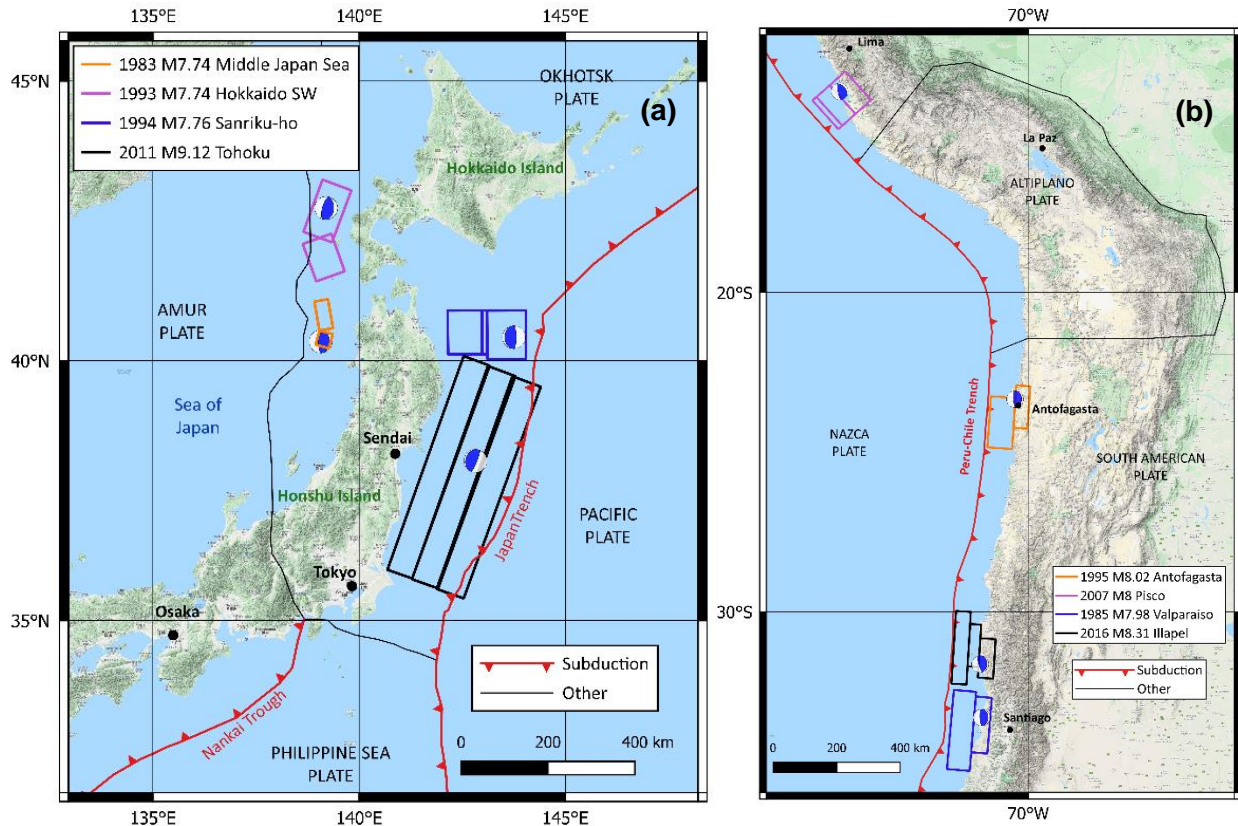 135°E
140°E
145°E
45°N
40°N
35°N
135°E
140°E
145°E
1983 M7.74 Middle Japan Sea
1993 M7.74 Hokkaido SW
1994 M7.76 Sanriku-ho
2011 M9.12 Tohoku
OKHOTSK
PLATE
(a)
Hokkaido Island
AMUR
PLATE
Sea of
Japan
Sendai
Honshu Island
JapanTrench
PACIFIC
PLATE
Tokyo
Osaka
Nankai Trough
PHILIPPINE SEA
PLATE
Subduction
Other
0
200
400 km
70°W
20°S
30°S
70°W
Lima
(b)
La Paz
ALTIPLANO
PLATE
Peru-Chile Trench
Antofagasta
NAZCA
PLATE
SOUTH AMERICAN
PLATE
1995 M8.02 Antofagasta
2007 M8 Pisco
1985 M7.98 Valparaiso
2016 M8.31 Illapel
Subduction
Other
Santiago
0
200
400 km